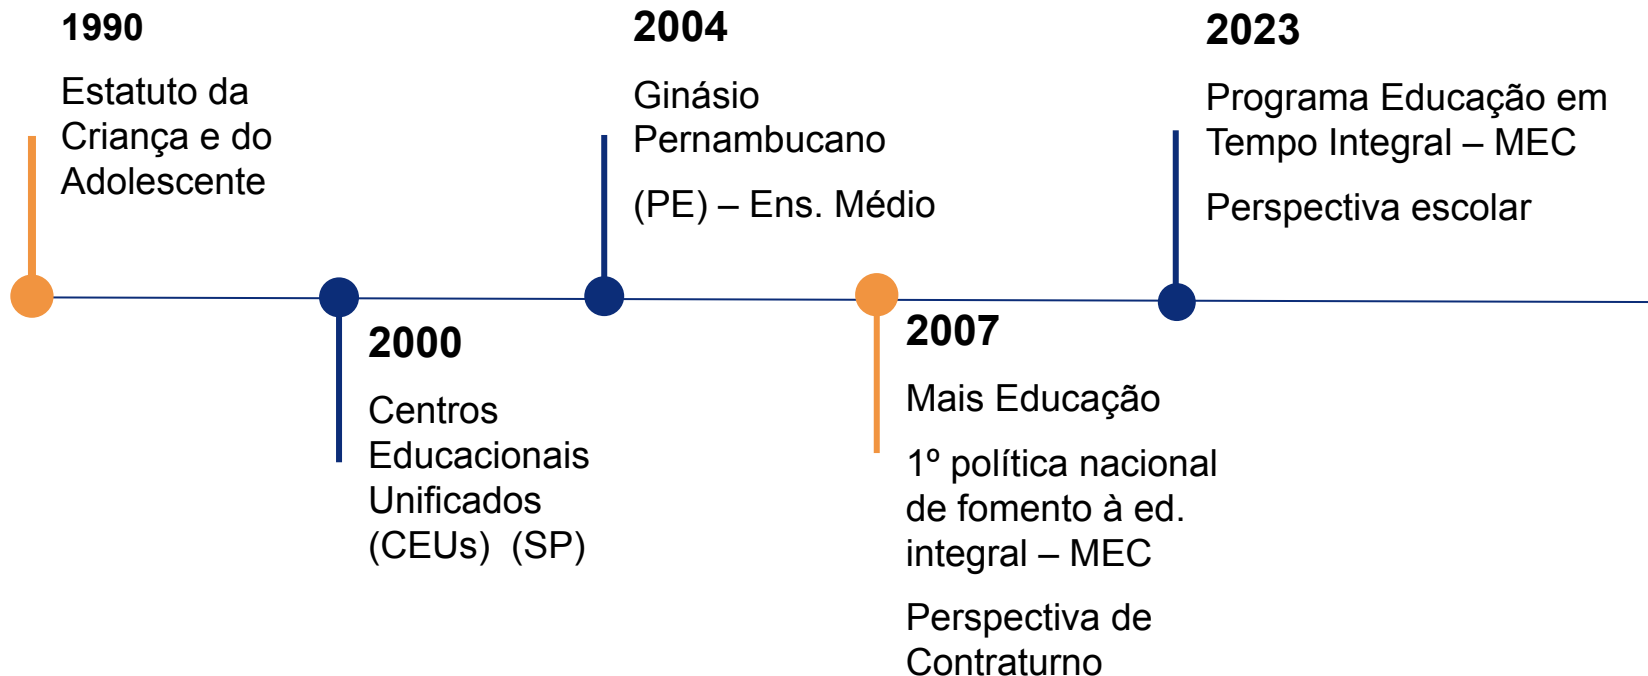 1990
Estatuto da
Criança e do
Adolescente
2000
Centros
Educacionais
Unificados
(CEUs)  (SP)
2004
Ginásio
Pernambucano
(PE) – Ens. Médio
2007
Mais Educação
1º política nacional
de fomento à ed.
integral – MEC
Perspectiva de
Contraturno
2023
Programa Educação em
Tempo Integral – MEC
Perspectiva escolar